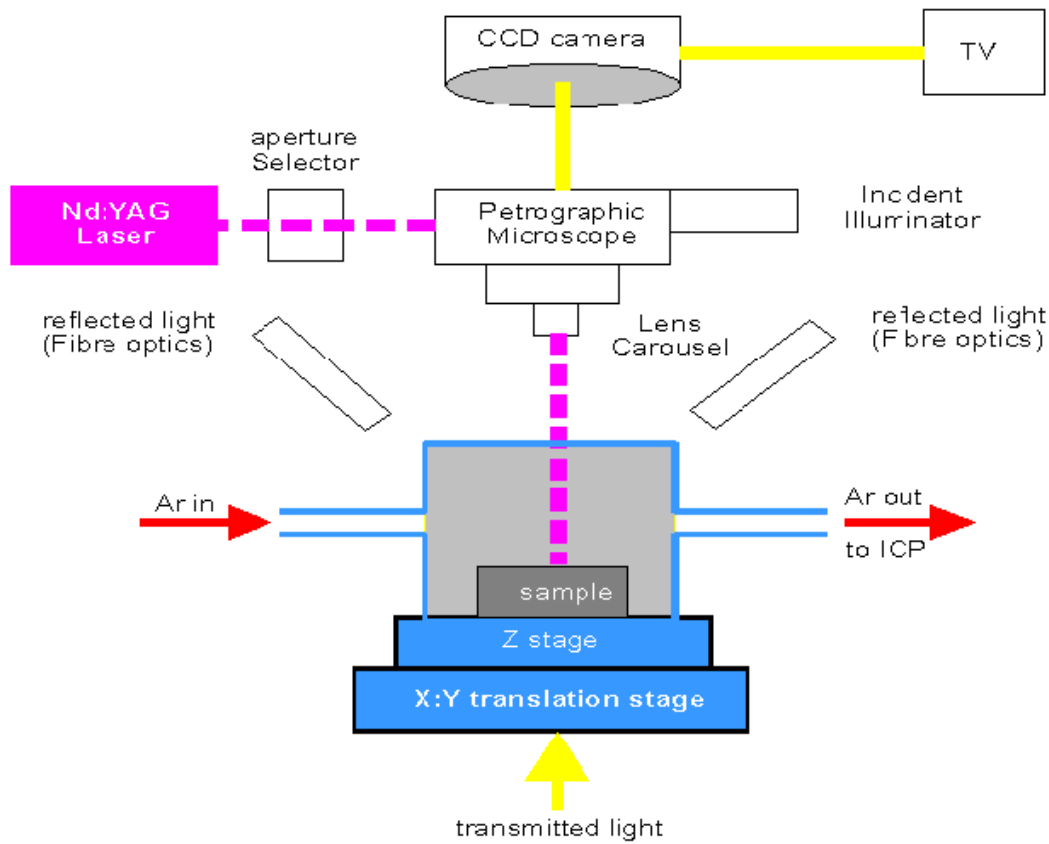 CCD camera
TV
aperture
Selector
Nd:YAG
Laser
Petrographic
Microscope
Incident
Illuminator
reflected light
(Fibre optics)
Lens
Carousel
reflected light
(Fibre optics)
Ar in
Ar out
to ICP
sample
Z stage
X:Y translation stage
transmitted light